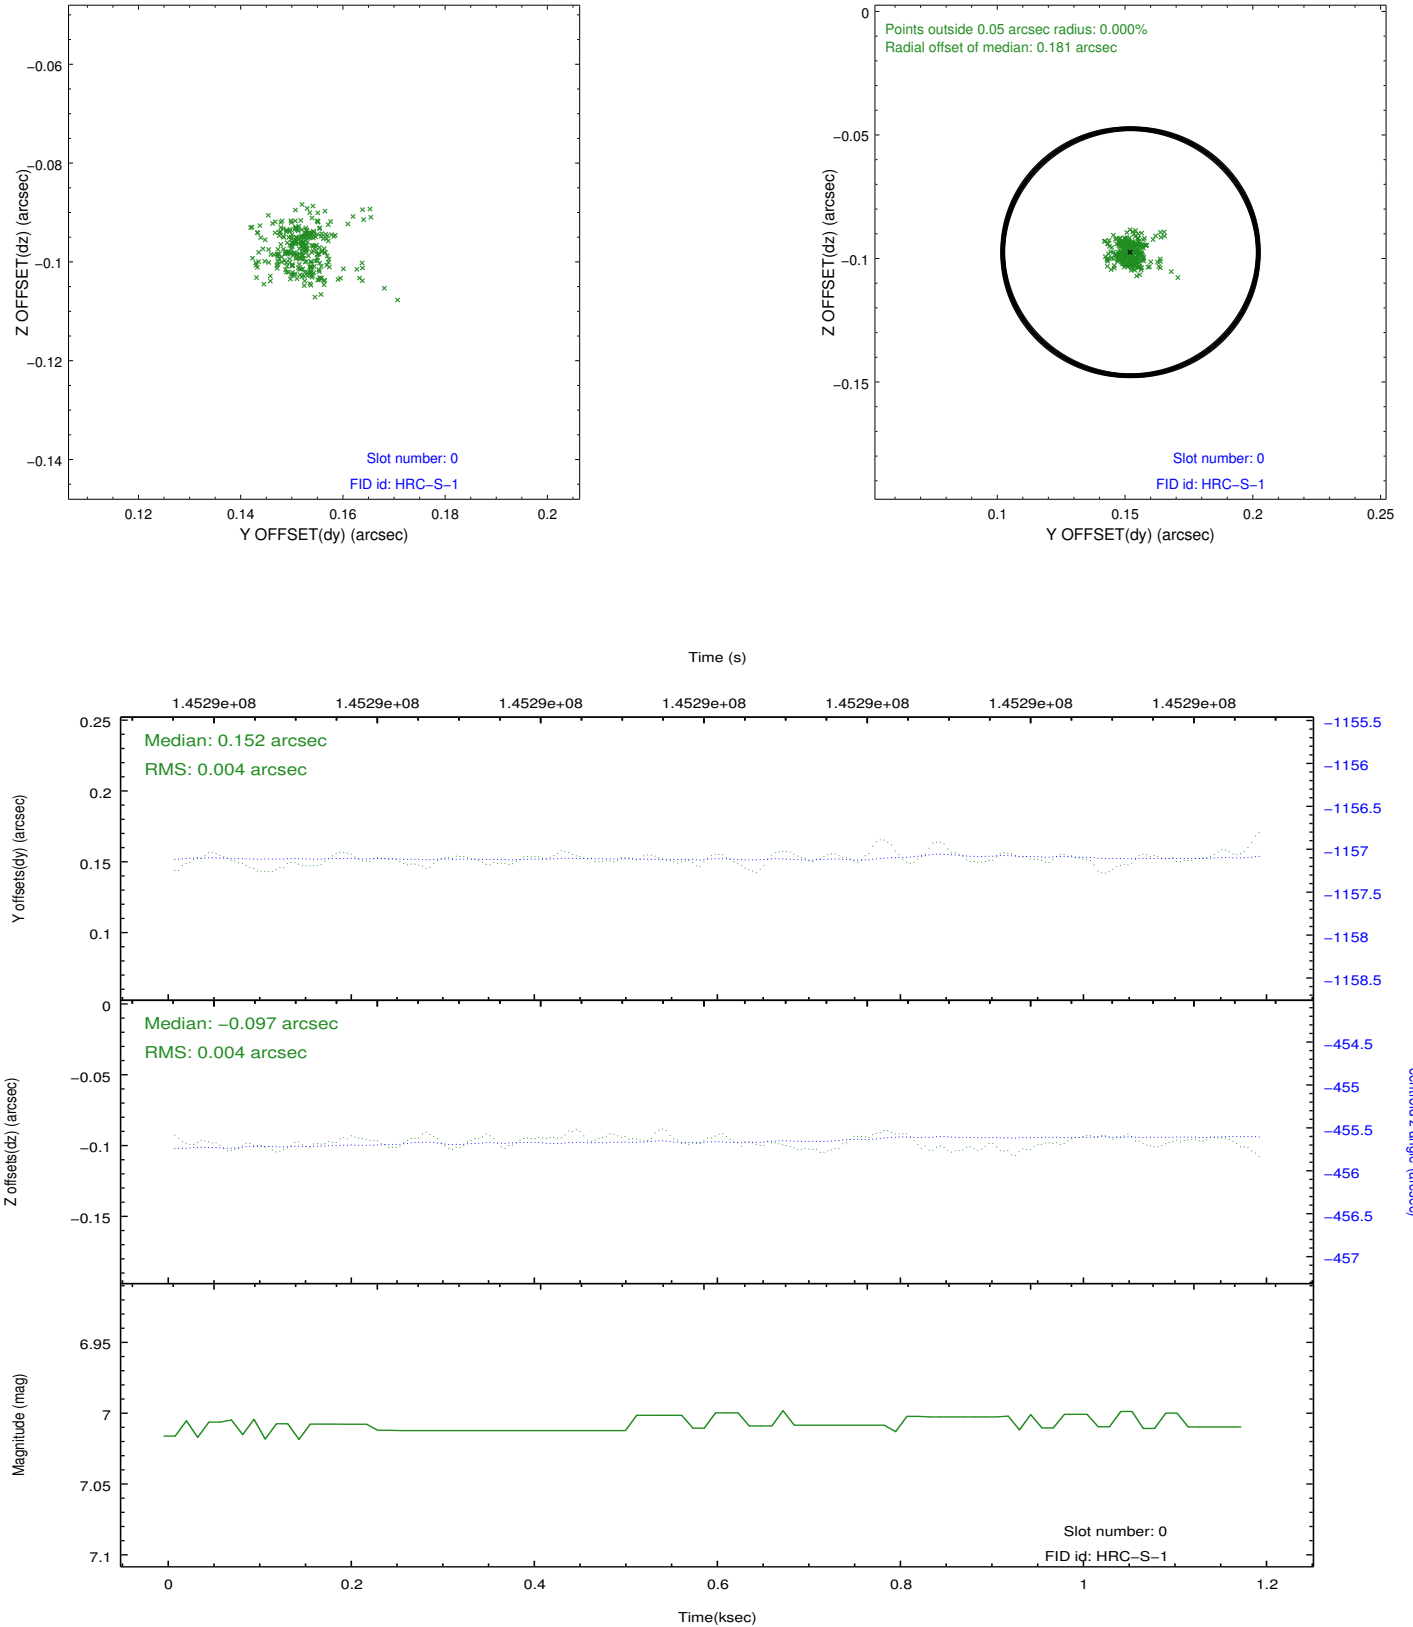 −0.06
−0.08
−0.1
−0.12
−0.14
Z OFFSET(dz) (arcsec)
Slot number: 0
FID id: HRC−S−1
0.12 0.14 0.16 0.18 0.2
Y OFFSET(dy) (arcsec)
Points outside 0.05 arcsec radius: 0.000%
Radial offset of median: 0.181 arcsec
0
−0.05
−0.1
−0.15
Z OFFSET(dz) (arcsec)
Slot number: 0
FID id: HRC−S−1
0.1 0.15 0.2 0.25
Y OFFSET(dy) (arcsec)
Time (s)
1.4529e+08 1.4529e+08 1.4529e+08 1.4529e+08 1.4529e+08 1.4529e+08 1.4529e+08
Median: 0.152 arcsec
RMS: 0.004 arcsec
0.25
0.2
0.15
0.1
Y offsets(dy) (arcsec)
−1155.5
−1156
−1156.5
−1157
−1157.5
−1158
−1158.5
Median: −0.097 arcsec
RMS: 0.004 arcsec
0
−0.05
−0.1
−0.15
Z offsets(dz) (arcsec)
−454.5
−455
−455.5
−456
−456.5
−457
centroid z angle (arcsec)
6.95
7
7.05
7.1
Magnitude (mag)
Slot number: 0
FID id: HRC−S−1
0 0.2 0.4 0.6 0.8 1 1.2
Time(ksec)